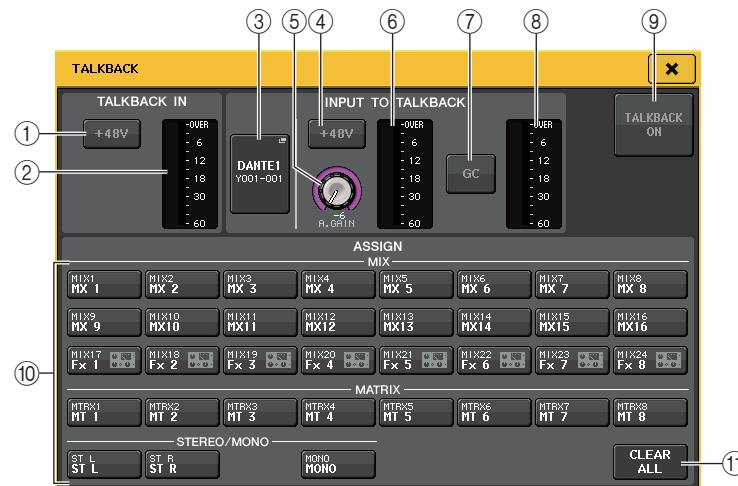 ③ ⑤ ④ ⑥ ⑦ ⑧ ⑨
TALKBACK
TALKBACK IN
INPUT TO TALKBACK
TALKBACK ON
① +48V
②
OVER 6 12 18 30 60
DANTE1
Y001-001
+48V
-6
A.GAIN
OVER 6 12 18 30 60
GC
OVER 6 12 18 30 60
ASSIGN
MIX
MIX1 MIX2 MIX3 MIX4 MIX5 MIX6 MIX7 MIX8
MX 1 MX 2 MX 3 MX 4 MX 5 MX 6 MX 7 MX 8
MIX9 MIX10 MIX11 MIX12 MIX13 MIX14 MIX15 MIX16
MX 9 MX10 MX11 MX12 MX13 MX14 MX15 MX16
⑩
MIX17 MIX18 MIX19 MIX20 MIX21 MIX22 MIX23 MIX24
Fx 1 Fx 2 Fx 3 Fx 4 Fx 5 Fx 6 Fx 7 Fx 8
MATRIX
MTRX1 MTRX2 MTRX3 MTRX4 MTRX5 MTRX6 MTRX7 MTRX8
MT 1 MT 2 MT 3 MT 4 MT 5 MT 6 MT 7 MT 8
STEREO/MONO
ST L ST R MONO
ST L ST R MONO
CLEAR ALL
⑪